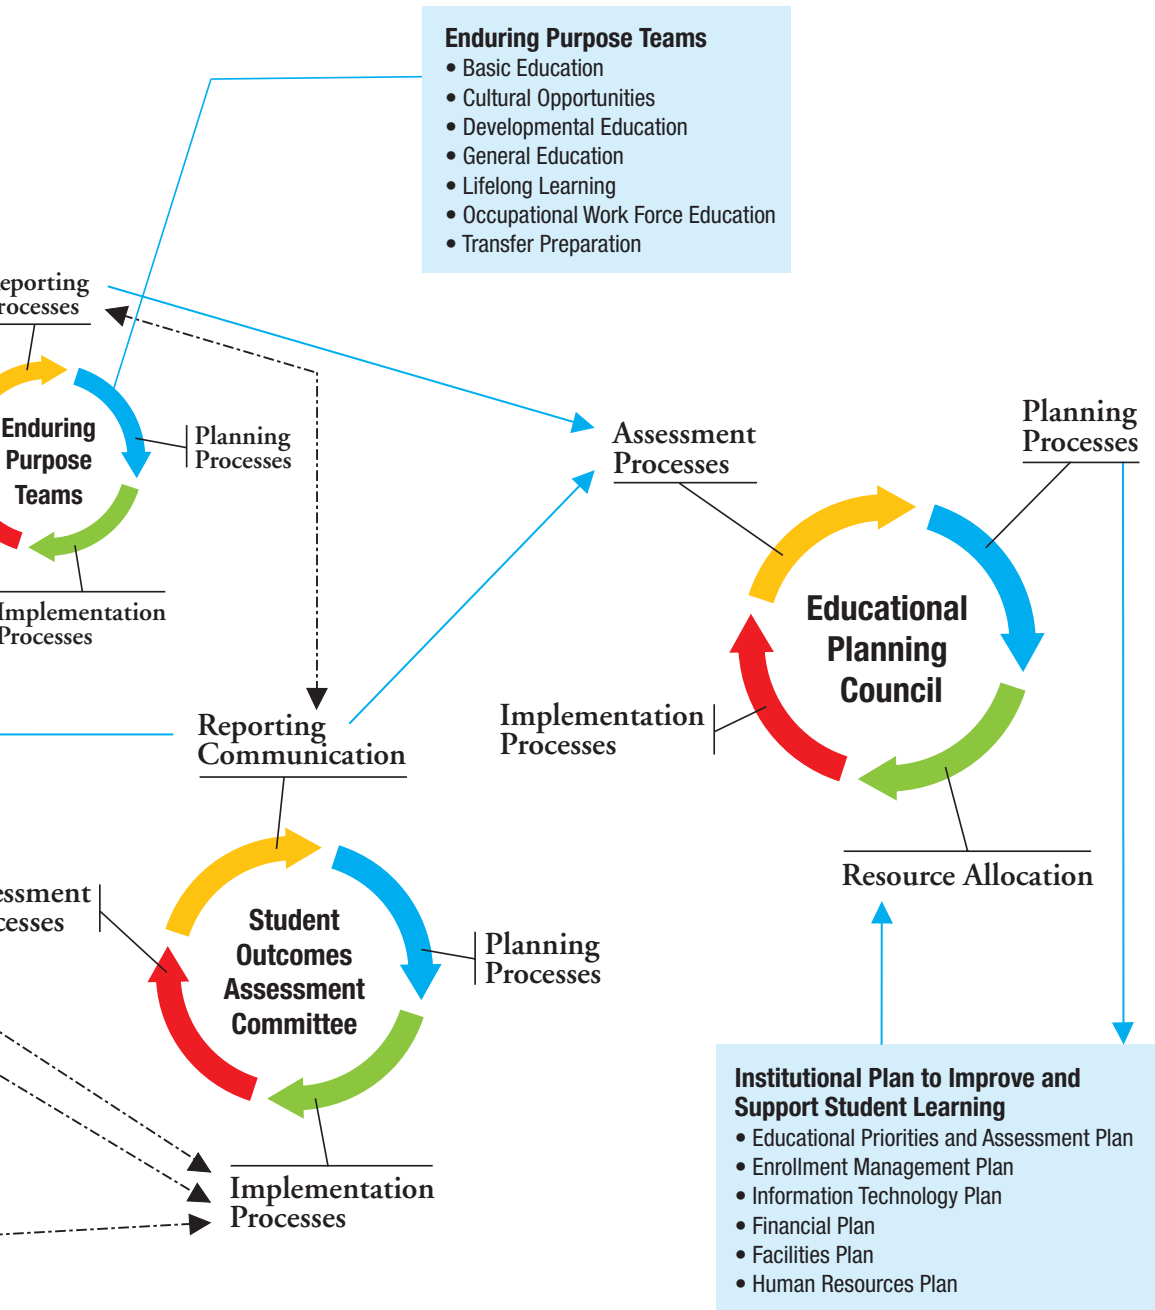 Enduring Purpose Teams
• Basic Education
• Cultural Opportunities
• Developmental Education
• General Education
• Lifelong Learning
• Occupational Work Force Education
• Transfer Preparation
eporting
rocesses
Enduring
Purpose
Teams
Planning
Processes
Implementation
Processes
Assessment
Processes
Planning
Processes
Educational
Planning
Council
Implementation
Processes
Resource Allocation
Reporting
Communication
essment
cesses
Student
Outcomes
Assessment
Committee
Planning
Processes
Implementation
Processes
Institutional Plan to Improve and
Support Student Learning
• Educational Priorities and Assessment Plan
• Enrollment Management Plan
• Information Technology Plan
• Financial Plan
• Facilities Plan
• Human Resources Plan